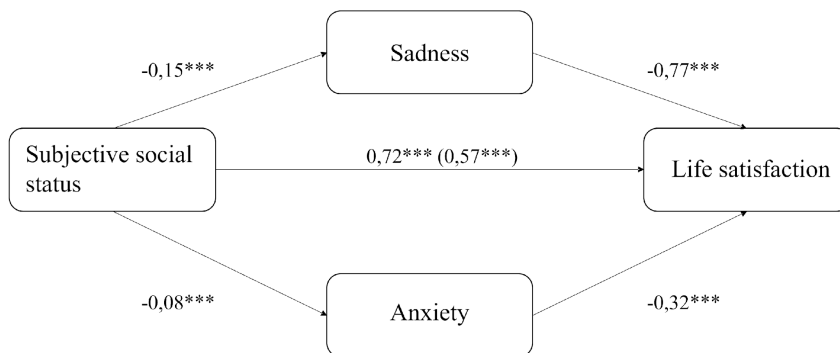 Sadness
-0,15***
-0,77***
Subjective social
status
0,72*** (0,57***)
Life satisfaction
-0,08***
Anxiety
-0,32***